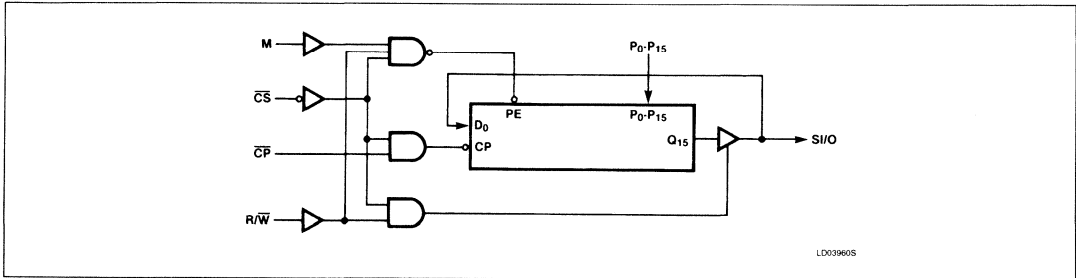 M
P0-P15
CS
PE
P0-P15
D0
CP
Q15
SI/O
CP
R/W
LD03960S